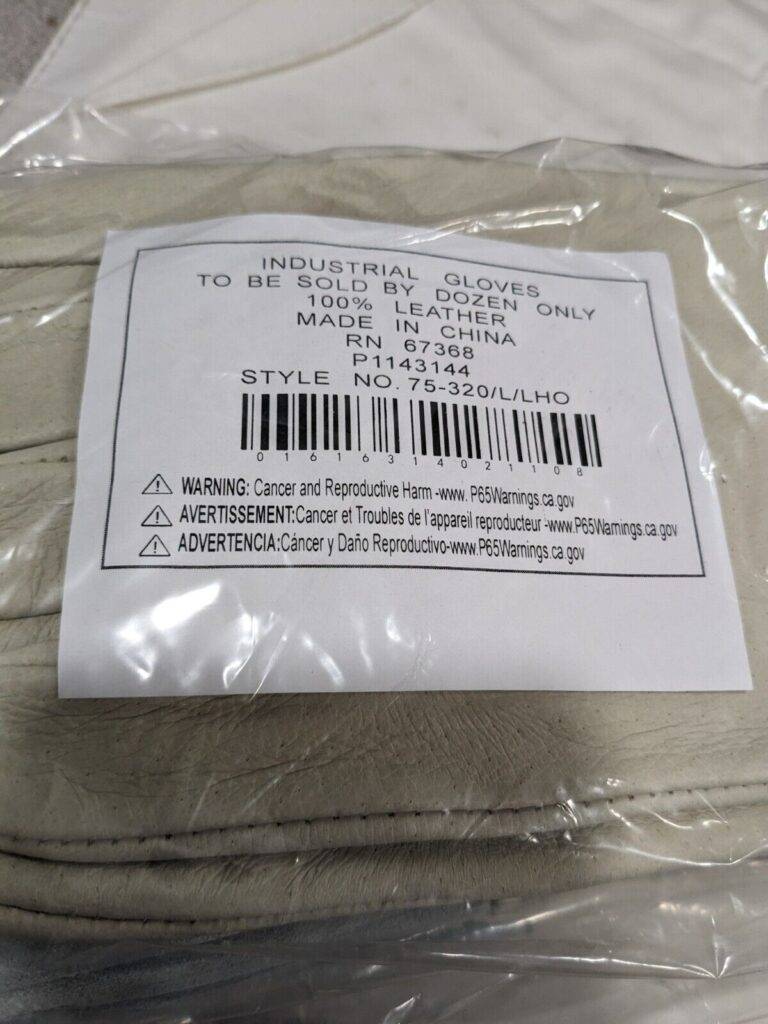 INDUSTRIAL GLOVES
TO BE SOLD BY DOZEN ONLY
100% LEATHER
MADE IN CHINA
RN 67368
P1143144
STYLE NO. 75-320/L/LHO
01616314021108
WARNING: Cancer and Reproductive Harm -www. P65Warnings.ca.gov
AVERTISSEMENT:Cancer et Troubles de l'appareil reproducteur -www.P65Warnings.ca.gov
ADVERTENCIA:Cáncer y Daño Reproductivo-www.P65Warnings.ca.gov